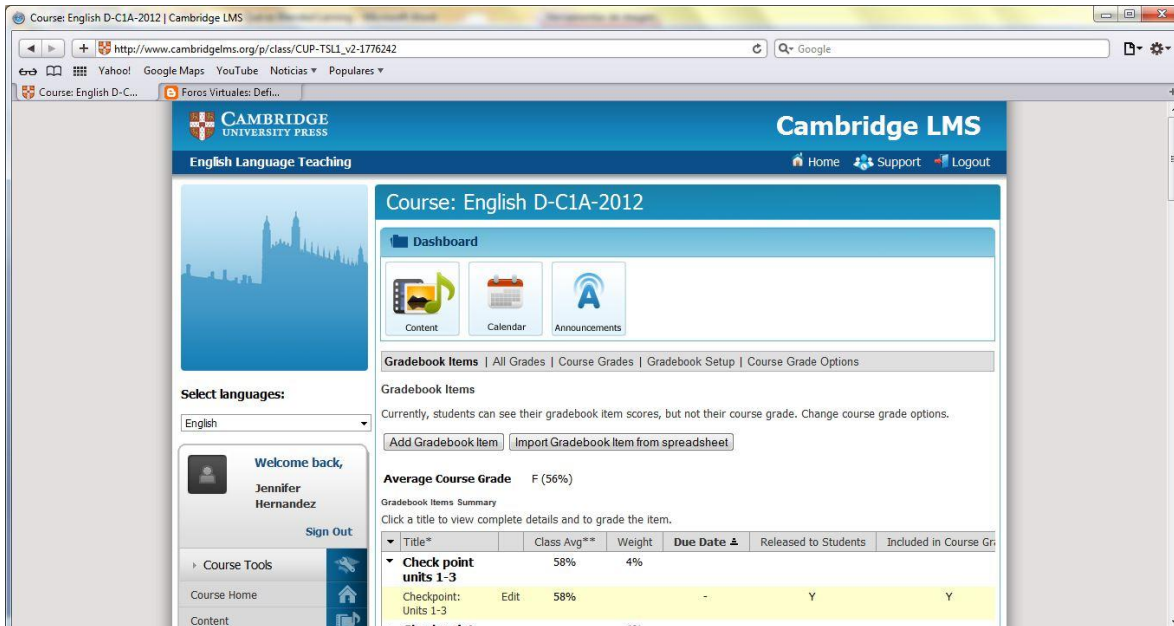 Course: English D-C1A-2012 | Cambridge LMS
http://www.cambridgelms.org/p/class/CUP-TSL1_v2-1776242
Google
Yahoo! Google Maps YouTube Noticias Populares
Course: English D-C... Foros Virtuales: Defi...
CAMBRIDGE
UNIVERSITY PRESS
Cambridge LMS
English Language Teaching
Home Support Logout
Course: English D-C1A-2012
Dashboard
Content Calendar A Announcements
Gradebook Items | All Grades | Course Grades | Gradebook Setup | Course Grade Options
Select languages:
English
Gradebook Items
Currently, students can see their gradebook item scores, but not their course grade. Change course grade options.
Add Gradebook Item Import Gradebook Item from spreadsheet
Welcome back,
Jennifer
Hernandez
Sign Out
Average Course Grade F (56%)
Gradebook Items Summary
Click a title to view complete details and to grade the item.
Title* Class Avg** Weight Due Date Released to Students Included in Course Gr
Check point
units 1-3
58% 4%
Checkpoint:
Units 1-3
Edit 58% - Y Y
Course Tools
Course Home
Content